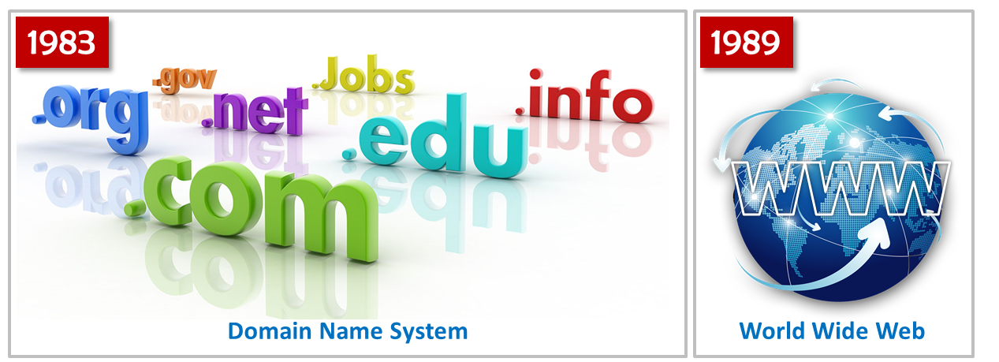 1983
.org
.gov
.net
.Jobs
.info
.edu
.com
Domain Name System
1989
WWW
World Wide Web